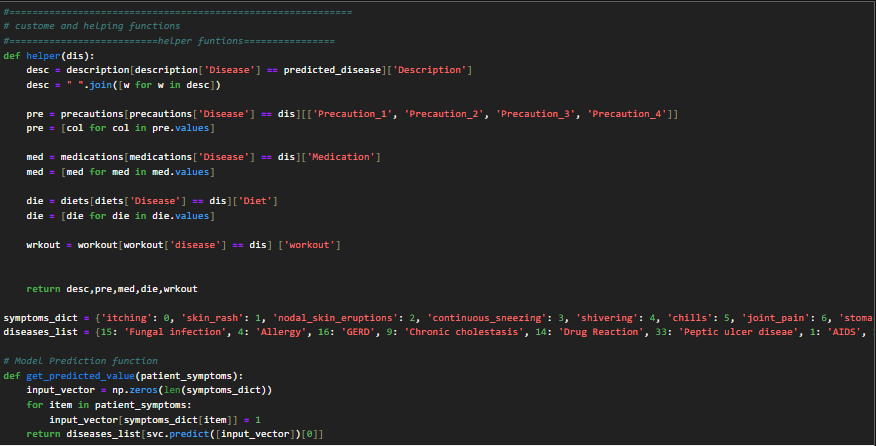 #===========================================================
# custome and helping functions
#==========================helper funtions================
def helper(dis):
    desc = description[description['Disease'] == predicted_disease]['Description']
    desc = " ".join([w for w in desc])
    pre = precautions[precautions['Disease'] == dis][['Precaution_1', 'Precaution_2', 'Precaution_3', 'Precaution_4']]
    pre = [col for col in pre.values]
    med = medications[medications['Disease'] == dis]['Medication']
    med = [med for med in med.values]
    die = diets[diets['Disease'] == dis]['Diet']
    die = [die for die in die.values]
    wrkout = workout[workout['disease'] == dis] ['workout']
    return desc,pre,med,die,wrkout
symptoms_dict = {'itching': 0, 'skin_rash': 1, 'nodal_skin_eruptions': 2, 'continuous_sneezing': 3, 'shivering': 4, 'chills': 5, 'joint_pain': 6, 'stoma
diseases_list = {15: 'Fungal infection', 4: 'Allergy', 16: 'GERD', 9: 'Chronic cholestasis', 14: 'Drug Reaction', 33: 'Peptic ulcer diseae', 1: 'AIDS',
# Model Prediction function
def get_predicted_value(patient_symptoms):
    input_vector = np.zeros(len(symptoms_dict))
    for item in patient_symptoms:
        input_vector[symptoms_dict[item]] = 1
    return diseases_list[svc.predict([input_vector])[0]]